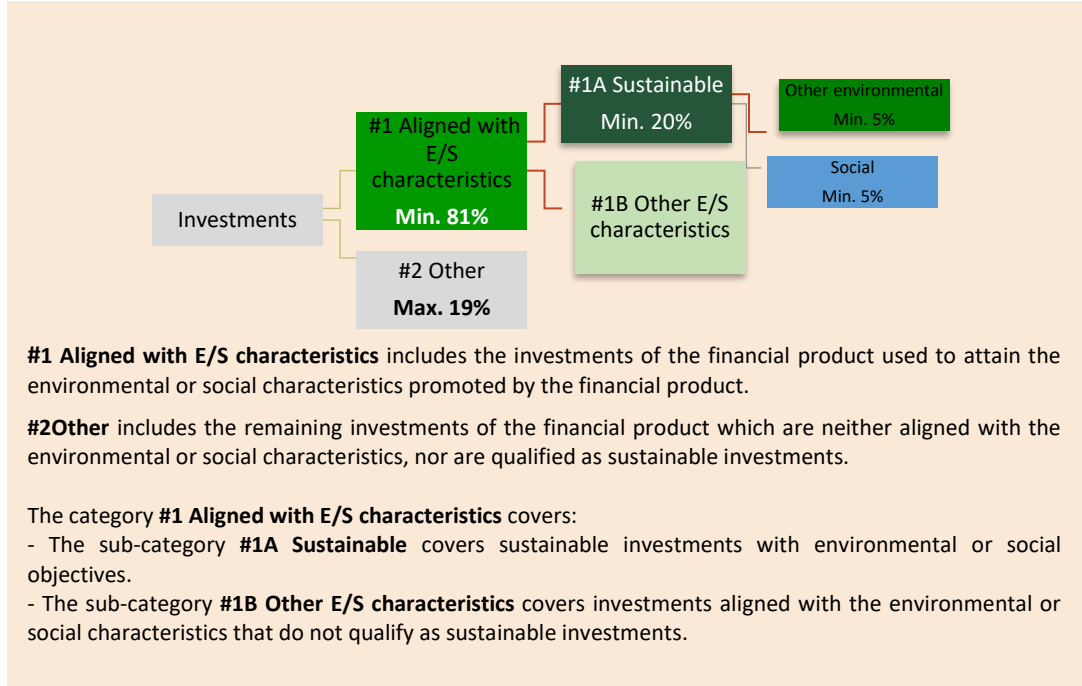 #1A Sustainable
Min. 20%
Other environmental
Min. 5%
#1 Aligned with
E/S
characteristics
Min. 81%
Social
Min. 5%
#1B Other E/S
characteristics
Investments
#2 Other
Max. 19%
#1 Aligned with E/S characteristics includes the investments of the financial product used to attain the
environmental or social characteristics promoted by the financial product.
#2Other includes the remaining investments of the financial product which are neither aligned with the
environmental or social characteristics, nor are qualified as sustainable investments.
The category #1 Aligned with E/S characteristics covers:
- The sub-category #1A Sustainable covers sustainable investments with environmental or social
objectives.
- The sub-category #1B Other E/S characteristics covers investments aligned with the environmental or
social characteristics that do not qualify as sustainable investments.